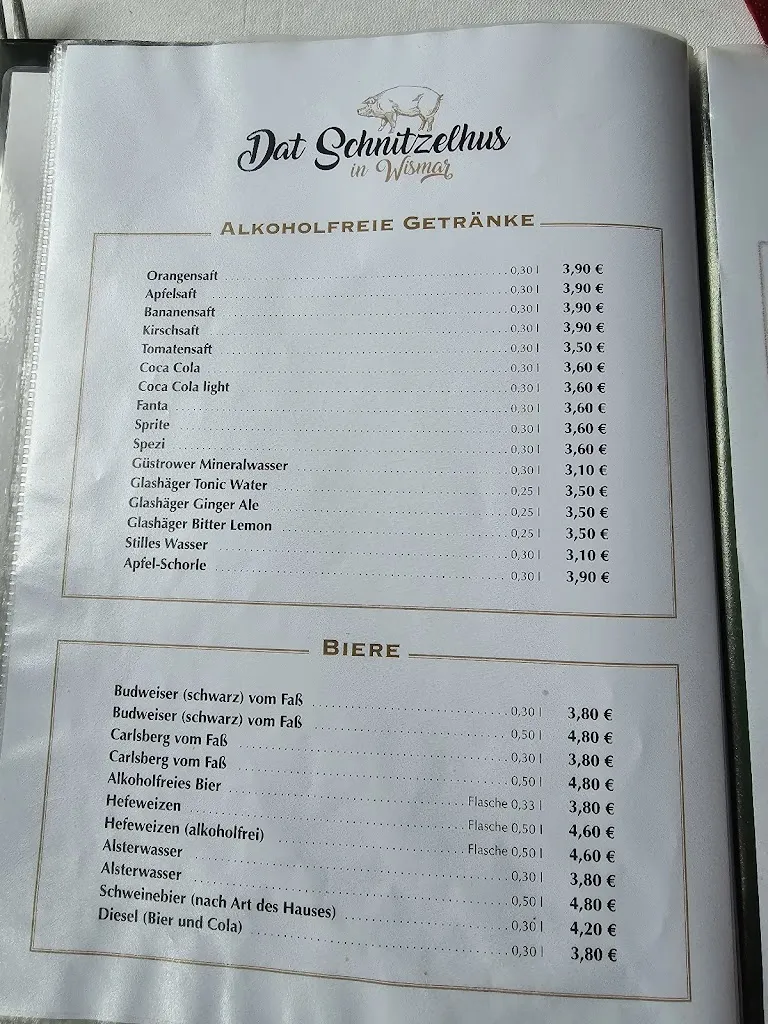 Dat Schnitzelhus
in Wismar
ALKOHOLFREIE GETRÄNKE
Orangensaft 0,30 l 3,90 €
Apfelsaft 0,30 l 3,90 €
Bananensaft 0,30 l 3,90 €
Kirschsaft 0,30 l 3,90 €
Tomatensaft 0,30 l 3,50 €
Coca Cola 0,30 l 3,60 €
Coca Cola light 0,30 l 3,60 €
Fanta 0,30 l 3,60 €
Sprite 0,30 l 3,60 €
Spezi 0,30 l 3,60 €
Güstrower Mineralwasser 0,30 l 3,10 €
Glashäger Tonic Water 0,25 l 3,50 €
Glashäger Ginger Ale 0,25 l 3,50 €
Glashäger Bitter Lemon 0,25 l 3,50 €
Stilles Wasser 0,30 l 3,10 €
Apfel-Schorle 0,30 l 3,90 €
BIERE
Budweiser (schwarz) vom Faß 0,30 l 3,80 €
Budweiser (schwarz) vom Faß 0,50 l 4,80 €
Carlsberg vom Faß 0,30 l 3,80 €
Carlsberg vom Faß 0,50 l 4,80 €
Alkoholfreies Bier Flasche 0,33 l 3,80 €
Hefeweizen Flasche 0,50 l 4,60 €
Hefeweizen (alkoholfrei) Flasche 0,50 l 4,60 €
Alsterwasser 0,30 l 3,80 €
Alsterwasser 0,50 l 4,80 €
Schweinebier (nach Art des Hauses) 0,30 l 4,20 €
Diesel (Bier und Cola) 0,30 l 3,80 €